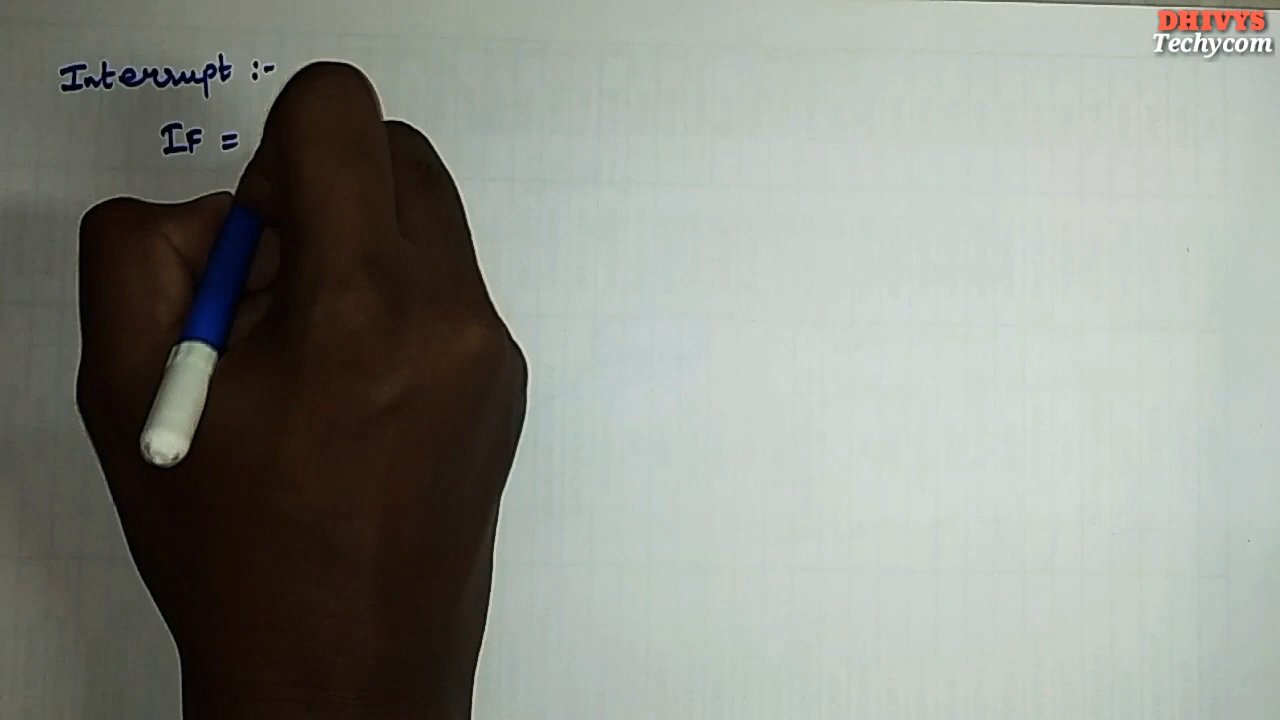 DHIVYS
Techycom
Interrupt :-
IF =